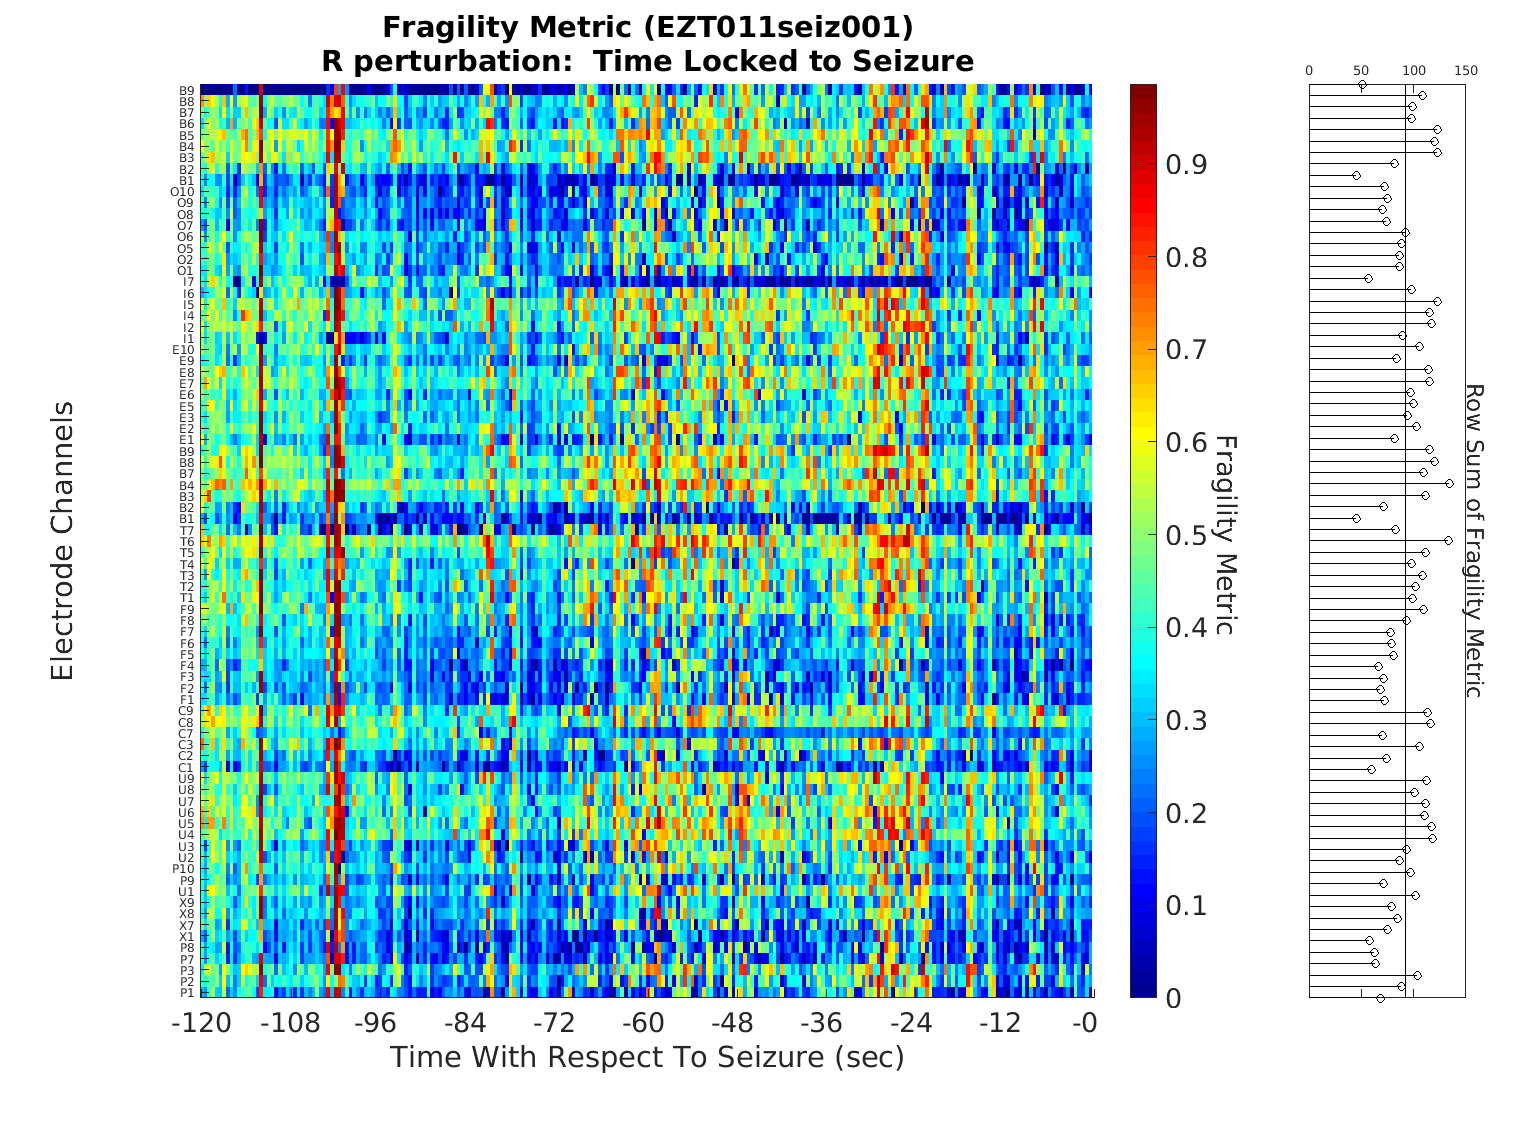 Fragility Metric (EZT011seiz001)
R perturbation:  Time Locked to Seizure
0 50 100 150
B9
B8
B7
B6
B5
B4
B3
B2
B1
O10
O9
O8
O7
O6
O5
O2
O1
I7
I6
I5
I4
I2
I1
E10
E9
E8
E7
E6
E5
E3
E2
E1
B9
B8
B7
B4
B3
B2
B1
T7
T6
T5
T4
T3
T2
T1
F9
F8
F7
F6
F5
F4
F3
F2
F1
C9
C8
C7
C3
C2
C1
U9
U8
U7
U6
U5
U4
U3
U2
P10
P9
U1
X9
X8
X7
X1
P8
P7
P3
P2
P1
Electrode Channels
-120 -108 -96 -84 -72 -60 -48 -36 -24 -12 -0
Time With Respect To Seizure (sec)
0.9
0.8
0.7
0.6
0.5
0.4
0.3
0.2
0.1
0
Fragility Metric
Row Sum of Fragility Metric